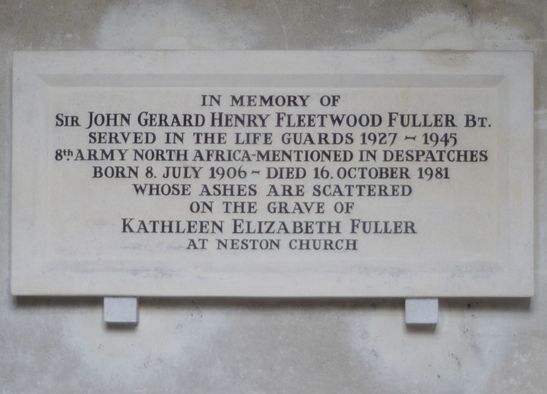 IN MEMORY OF
SIR JOHN GERARD HENRY FLEETWOOD FULLER BT.
SERVED IN THE LIFE GUARDS 1927 ~ 1945
8th ARMY NORTH AFRICA-MENTIONED IN DESPATCHES
BORN 8. JULY 1906 ~ DIED 16. OCTOBER 1981
WHOSE ASHES ARE SCATTERED
ON THE GRAVE OF
KATHLEEN ELIZABETH FULLER
AT NESTON CHURCH